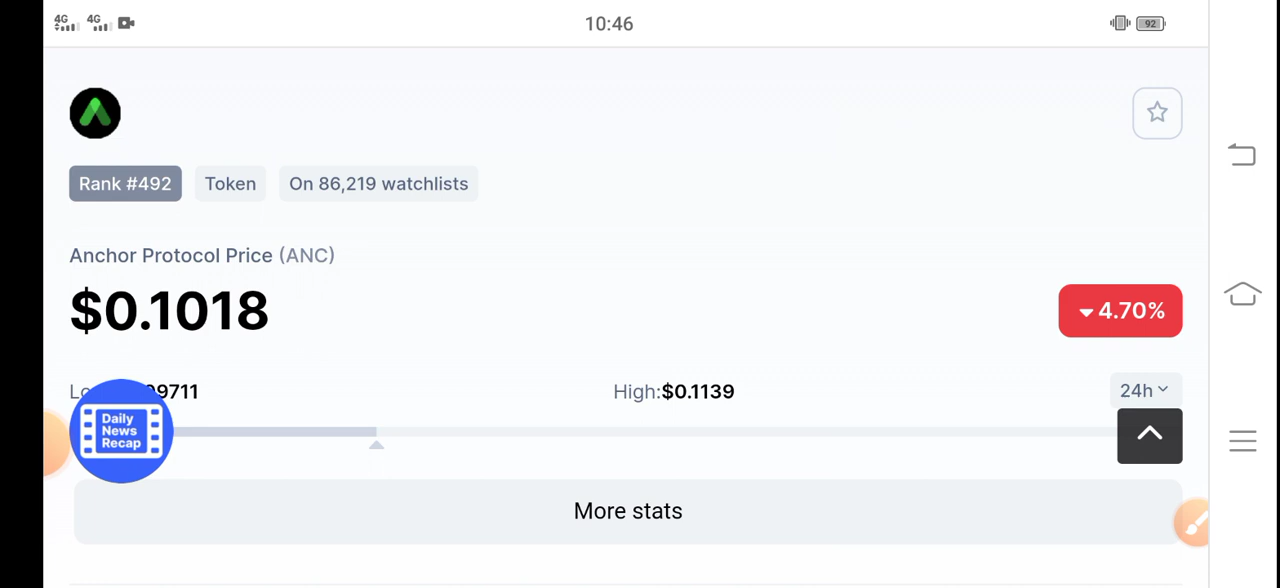 4G 4G 10:46 92
Rank #492 Token On 86,219 watchlists
Anchor Protocol Price (ANC)
$0.1018 4.70%
9711 High:$0.1139 24h
Daily
News
Recap
More stats